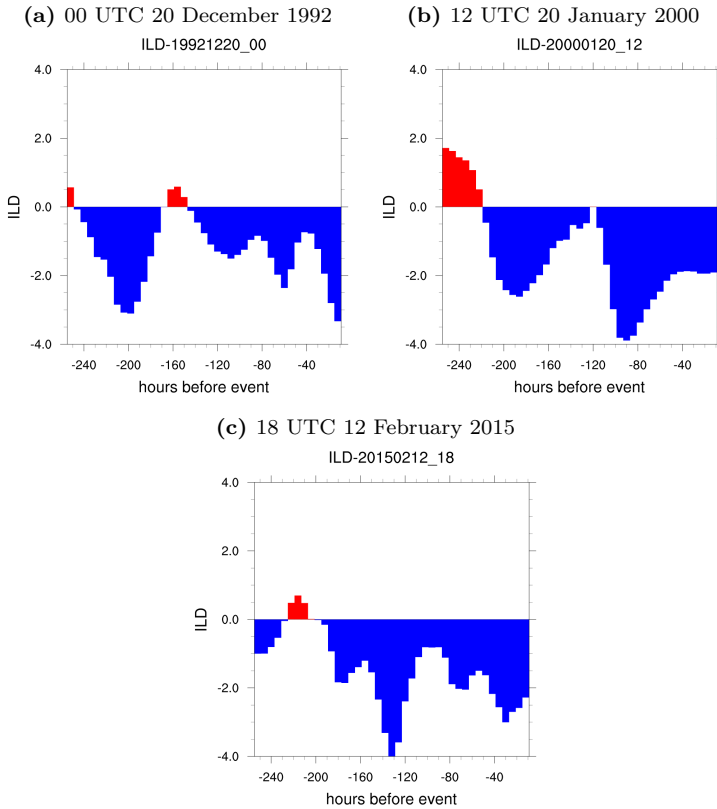 (a) 00 UTC 20 December 1992
ILD-19921220_00
4.0
2.0
0.0
-2.0
-4.0
ILD
-240 -200 -160 -120 -80 -40
hours before event
(b) 12 UTC 20 January 2000
ILD-20000120_12
4.0
2.0
0.0
-2.0
-4.0
ILD
-240 -200 -160 -120 -80 -40
hours before event
(c) 18 UTC 12 February 2015
ILD-20150212_18
4.0
2.0
0.0
-2.0
-4.0
ILD
-240 -200 -160 -120 -80 -40
hours before event